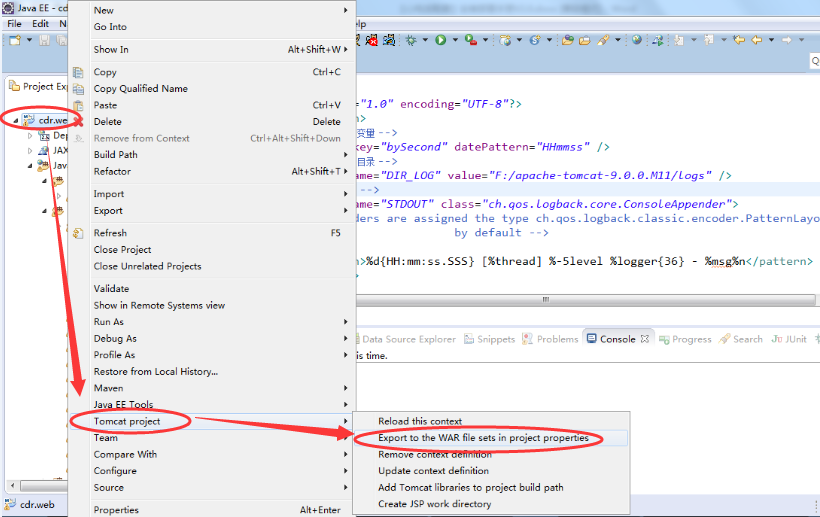 Java EE - cd
File Edit N
elp
Project Exp
cdr.we
De
JAX
Java
New
Go Into
Show In Alt+Shift+W
Copy Ctrl+C
Copy Qualified Name
Paste Ctrl+V
Delete Delete
Remove from Context Ctrl+Alt+Shift+Down
Build Path
Refactor Alt+Shift+T
Import
Export
Refresh F5
Close Project
Close Unrelated Projects
Validate
Show in Remote Systems view
Run As
Debug As
Profile As
Restore from Local History...
Maven
Java EE Tools
Tomcat project
Team
Compare With
Configure
Source
Properties Alt+Enter
="1.0" encoding="UTF-8"?>
n>
变量 -->
key="bySecond" datePattern="HHmmss" />
目录 -->
ame="DIR_LOG" value="F:/apache-tomcat-9.0.0.M11/logs" />
-->
ame="STDOUT" class="ch.qos.logback.core.ConsoleAppender">
ders are assigned the type ch.qos.logback.classic.encoder.PatternLayo
by default -->
n>%d{HH:mm:ss.SSS} [%thread] %-5level %logger{36} - %msg%n</pattern>
Data Source Explorer Snippets Problems Console Progress Search JUnit
is time.
Reload this context
Export to the WAR file sets in project properties
Remove context definition
Update context definition
Add Tomcat libraries to project build path
Create JSP work directory
cdr.web